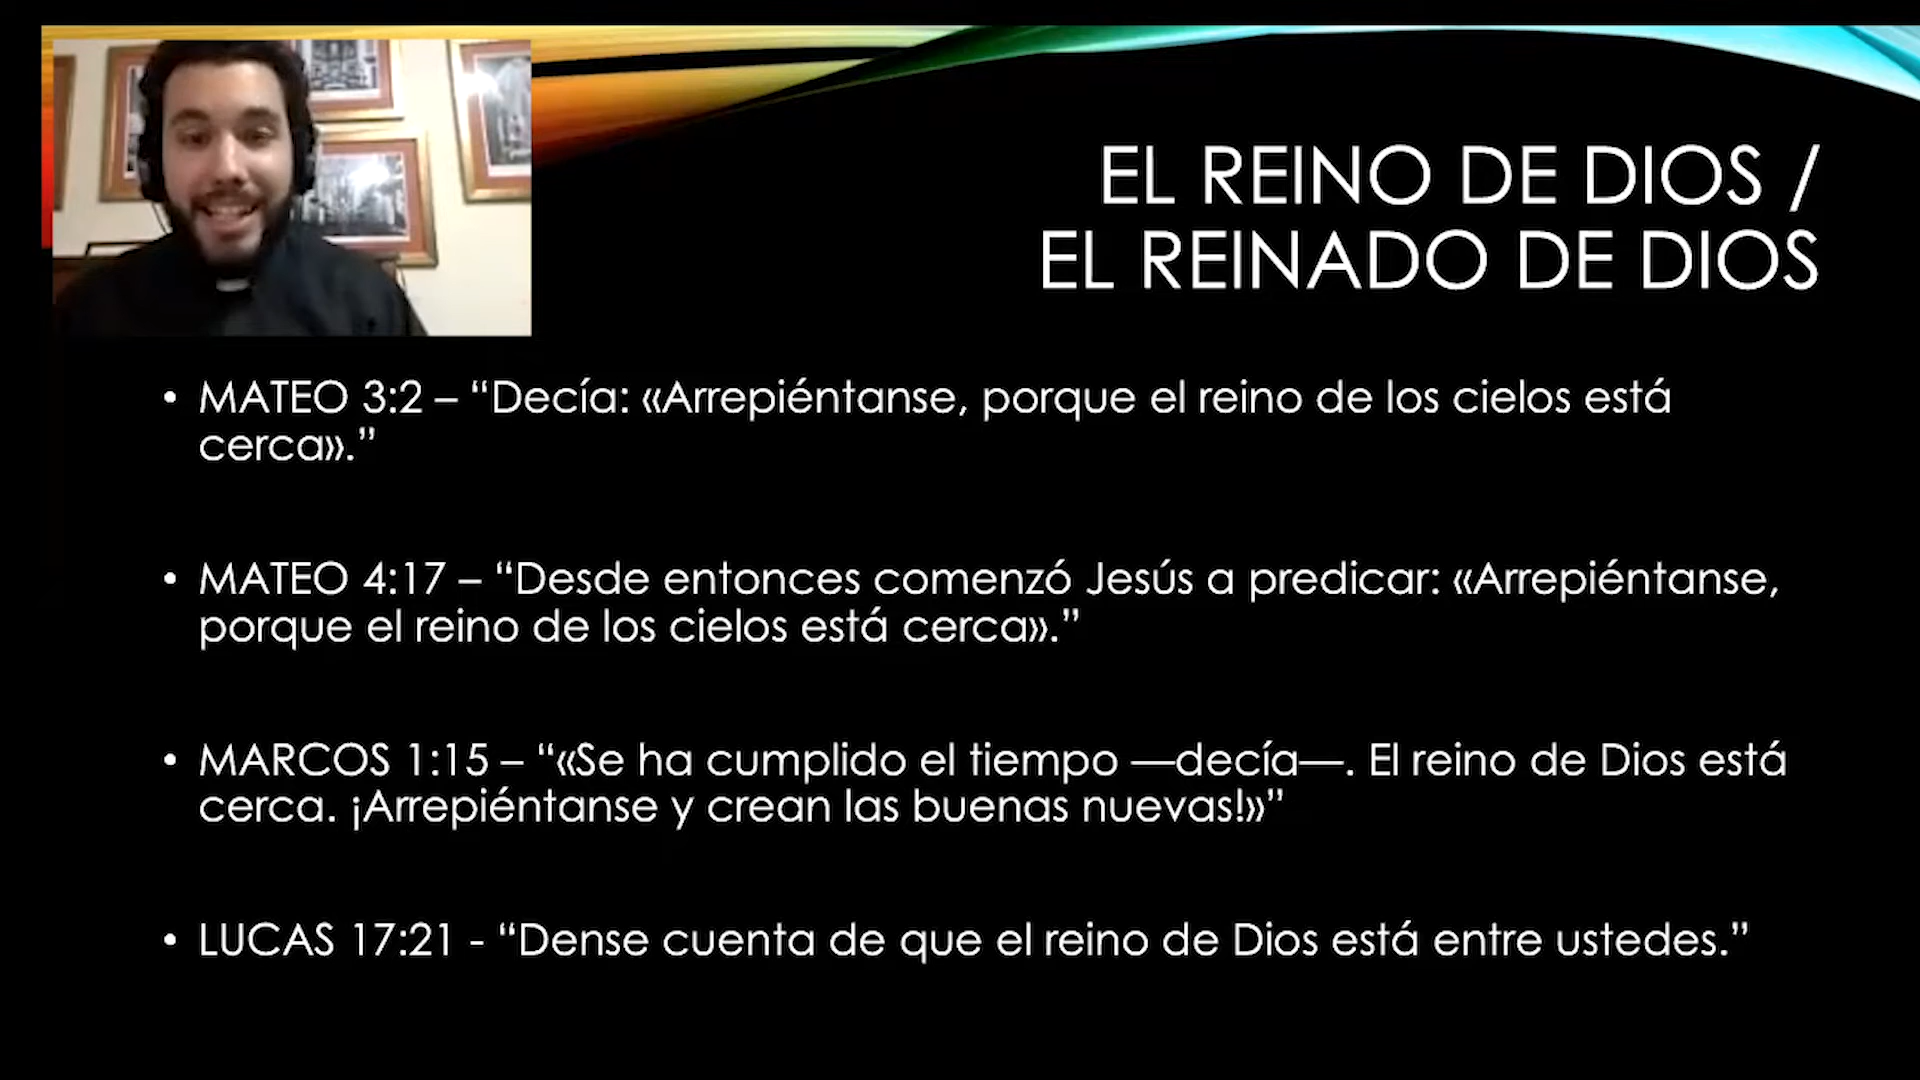 EL REINO DE DIOS /
EL REINADO DE DIOS
• MATEO 3:2 – “Decía: «Arrepiéntanse, porque el reino de los cielos está
cerca».”
• MATEO 4:17 – “Desde entonces comenzó Jesús a predicar: «Arrepiéntanse,
porque el reino de los cielos está cerca».”
• MARCOS 1:15 – “«Se ha cumplido el tiempo —decía—. El reino de Dios está
cerca. ¡Arrepiéntanse y crean las buenas nuevas!»”
• LUCAS 17:21 - “Dense cuenta de que el reino de Dios está entre ustedes.”